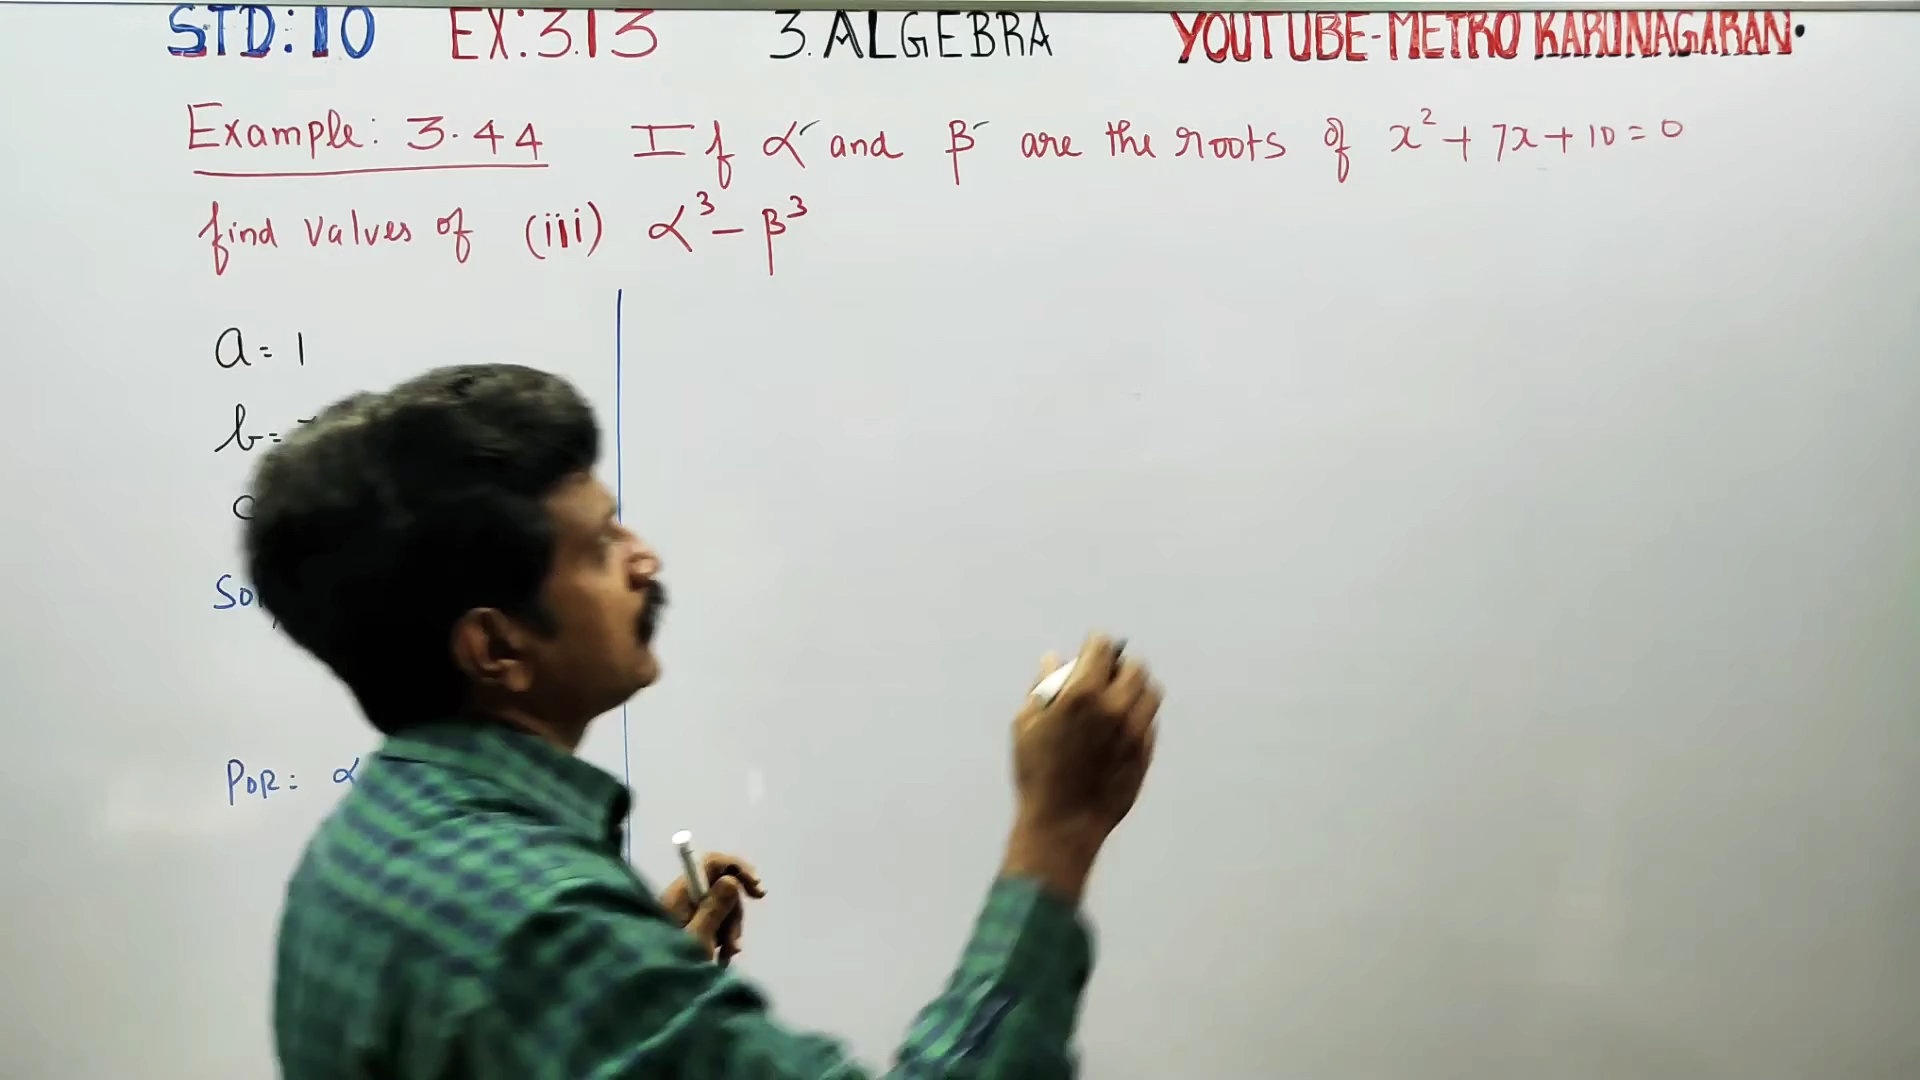 STD:10 EX:3.13 3.ALGEBRA YOUTUBE-METRO KARUNAGARAN.
Example: 3.44 If α and β are the roots of x² + 7x + 10 = 0
find values of (iii) α³ - β³
a = 1
b =
POR: α